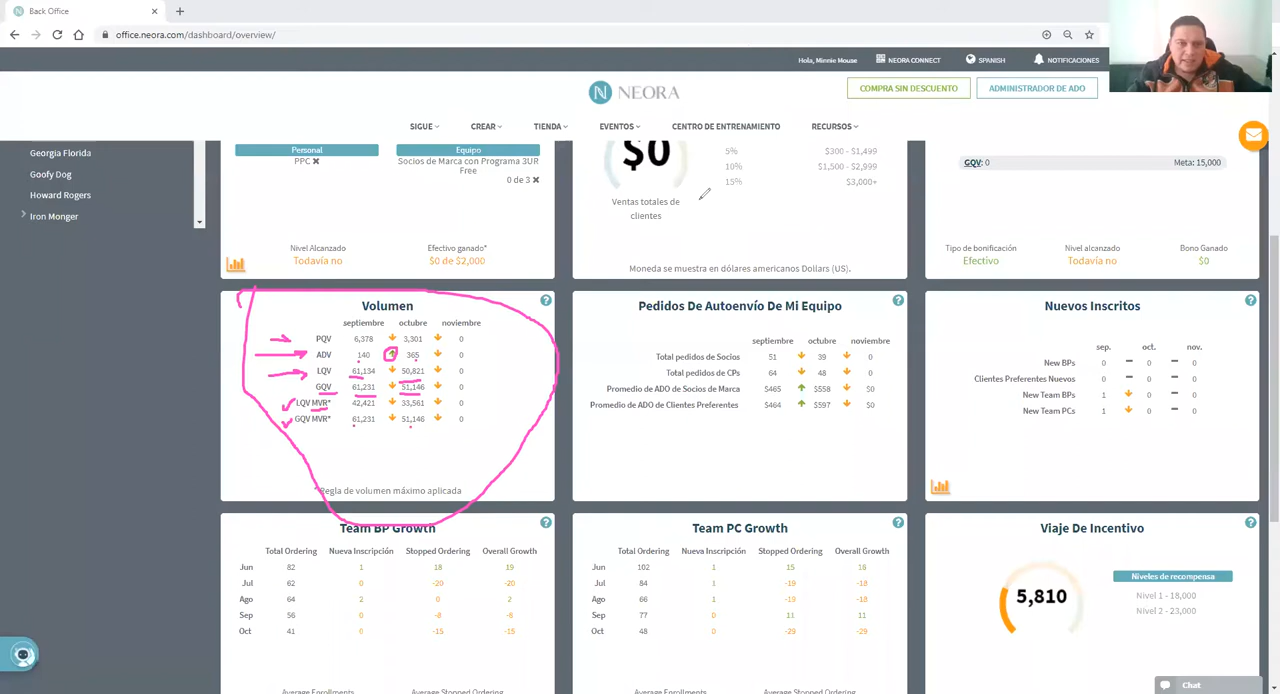 Back Office
office.neora.com/dashboard/overview/
Hola, Minnie Mouse NEORA CONNECT SPANISH NOTIFICACIONES
N NEORA
COMPRA SIN DESCUENTO ADMINISTRADOR DE ADO
SIGUE CREAR TIENDA EVENTOS CENTRO DE ENTRENAMIENTO RECURSOS
Georgia Florida
Goofy Dog
Howard Rogers
Iron Monger
Personal Equipo
PPC Socios de Marca con Programa 3UR
Free
0 de 3
Nivel Alcanzado Efectivo ganado*
Todavía no $0 de $2,000
$0
5% $300 - $1,499
10% $1,500 - $2,999
15% $3,000+
Ventas totales de
clientes
Moneda se muestra en dólares americanos Dollars (US).
GQV: 0 Meta: 15,000
Tipo de bonificación Nivel alcanzado Bono Ganado
Efectivo Todavía no $0
Volumen
septiembre octubre noviembre
PQV 6,378 3,301 0
ADV 140 365 0
LQV 61,134 50,821 0
GQV 61,231 51,146 0
LQV MVR* 42,421 33,561 0
GQV MVR* 61,231 51,146 0
*Regla de volumen máximo aplicada
Pedidos De Autoenvío De Mi Equipo
septiembre octubre noviembre
Total pedidos de Socios 51 39 0
Total pedidos de CPs 64 48 0
Promedio de ADO de Socios de Marca $465 $558 $0
Promedio de ADO de Clientes Preferentes $464 $597 $0
Nuevos Inscritos
sep. oct. nov.
New BPs 0 0 0
Clientes Preferentes Nuevos 0 0 0
New Team BPs 1 0 0
New Team PCs 1 0 0
Team BP Growth
Total Ordering Nueva Inscripción Stopped Ordering Overall Growth
Jun 82 1 18 19
Jul 62 0 -20 -20
Ago 64 2 0 2
Sep 56 0 -8 -8
Oct 41 0 -15 -15
Average Enrollments Average Stopped Ordering
Team PC Growth
Total Ordering Nueva Inscripción Stopped Ordering Overall Growth
Jun 102 1 15 16
Jul 84 1 -19 -18
Ago 66 1 -19 -18
Sep 77 0 11 11
Oct 48 0 -29 -29
Average Enrollments Average Stopped Ordering
Viaje De Incentivo
5,810
Niveles de recompensa
Nivel 1 - 18,000
Nivel 2 - 23,000
Chat